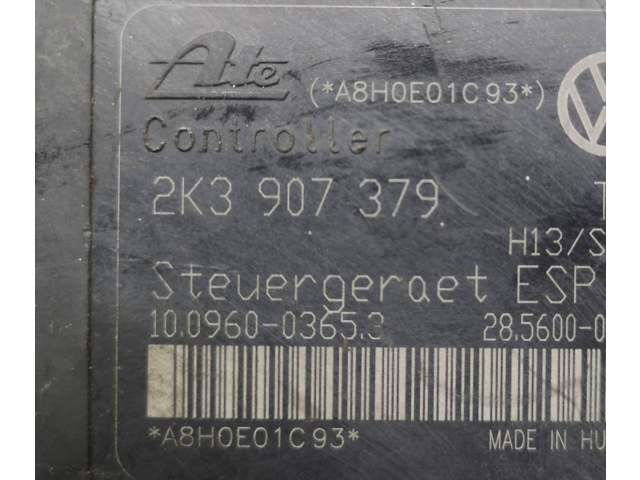 Ate (*A8H0E01C93*)
Controller
2K3 907 379 T
H13/S
Steuergeraet ESP
10.0960-0365.3 28.5600-0
*A8H0E01C93*
MADE IN HU